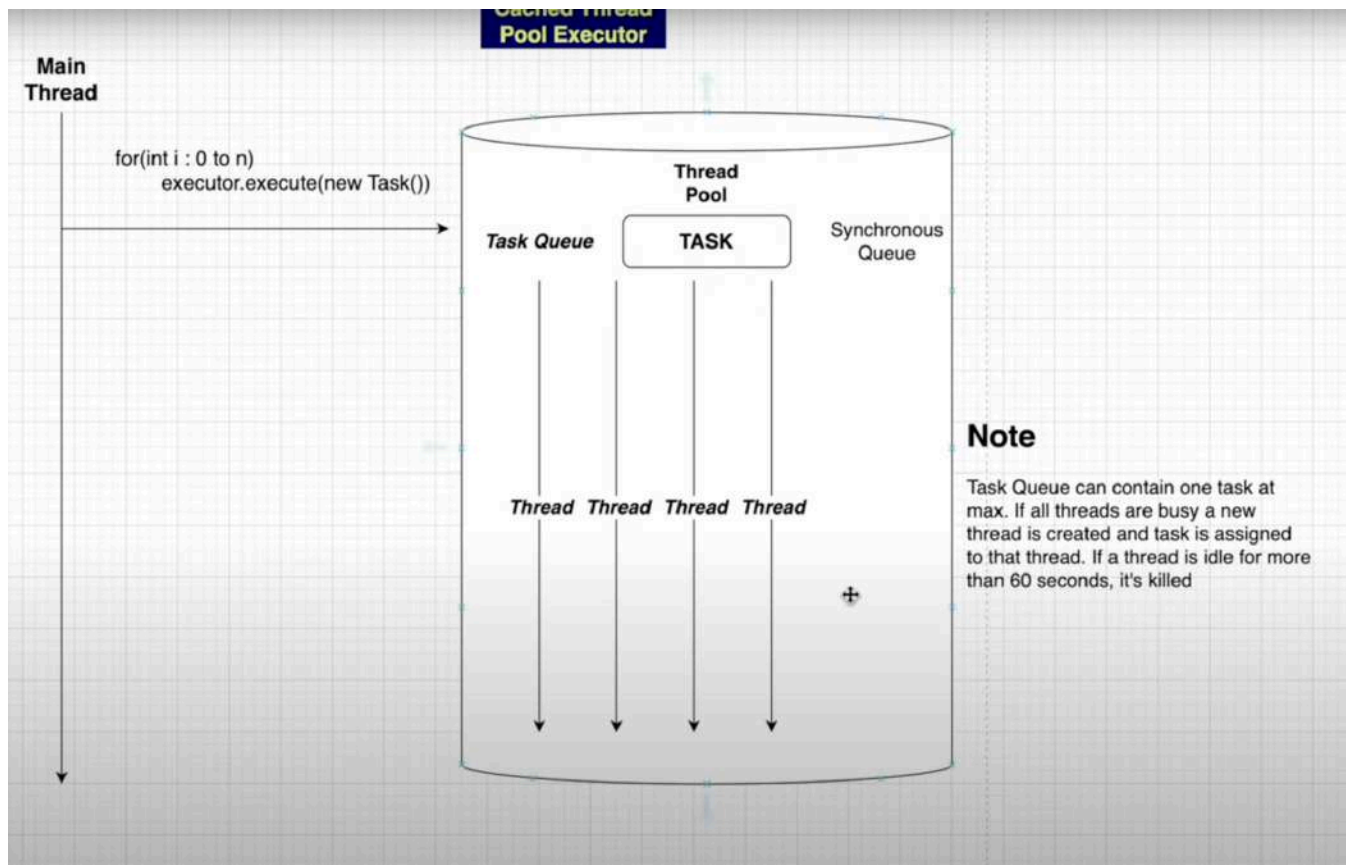 Cached Thread
Pool Executor
Main
Thread
for(int i : 0 to n)
executor.execute(new Task())
Thread
Pool
Task Queue
TASK
Synchronous
Queue
Thread Thread Thread Thread
Note
Task Queue can contain one task at
max. If all threads are busy a new
thread is created and task is assigned
to that thread. If a thread is idle for more
than 60 seconds, it's killed